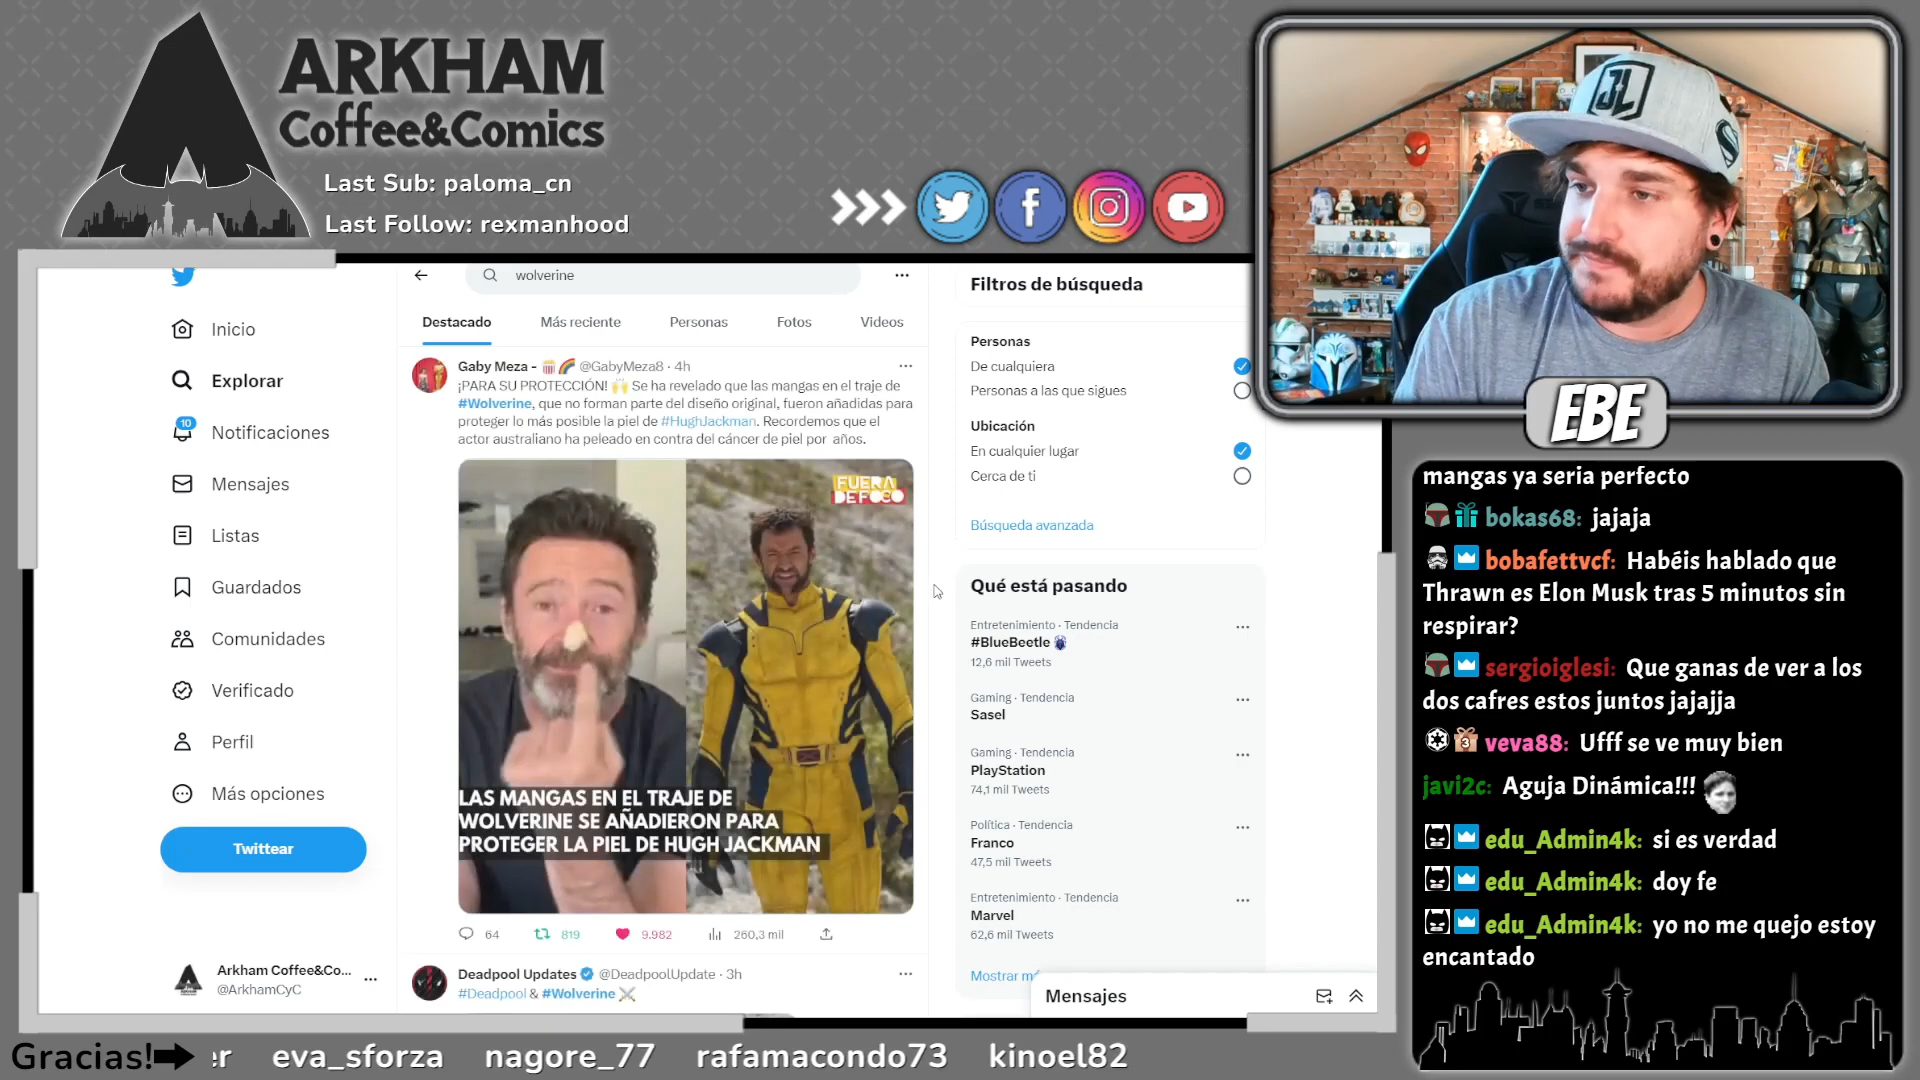 ARKHAM
Coffee&Comics
Last Sub: paloma_cn
Last Follow: rexmanhood
JL
EBE
wolverine
Destacado
Más reciente
Personas
Fotos
Videos
Inicio
Explorar
10
Notificaciones
Mensajes
Listas
Guardados
Comunidades
Verificado
Perfil
Más opciones
Twittear
Arkham Coffee&Co...
@ArkhamCyC
Gaby Meza - 🍿🌈 @GabyMeza8 · 4h
¡PARA SU PROTECCIÓN! 🙌 Se ha revelado que las mangas en el traje de
#Wolverine, que no forman parte del diseño original, fueron añadidas para
proteger lo más posible la piel de #HughJackman. Recordemos que el
actor australiano ha peleado en contra del cáncer de piel por años.
FUERA
DE FOCO
LAS MANGAS EN EL TRAJE DE
WOLVERINE SE AÑADIERON PARA
PROTEGER LA PIEL DE HUGH JACKMAN
64
819
9.982
260,3 mil
Deadpool Updates @DeadpoolUpdate · 3h
#Deadpool & #Wolverine ⚔️
Filtros de búsqueda
Personas
De cualquiera
Personas a las que sigues
Ubicación
En cualquier lugar
Cerca de ti
Búsqueda avanzada
Qué está pasando
Entretenimiento · Tendencia
#BlueBeetle
12,6 mil Tweets
Gaming · Tendencia
Sasel
Gaming · Tendencia
PlayStation
74,1 mil Tweets
Política · Tendencia
Franco
47,5 mil Tweets
Entretenimiento · Tendencia
Marvel
62,6 mil Tweets
Mostrar má
Mensajes
mangas ya seria perfecto
bokas68: jajaja
bobafettvcf: Habéis hablado que
Thrawn es Elon Musk tras 5 minutos sin
respirar?
sergioiglesi: Que ganas de ver a los
dos cafres estos juntos jajajja
3 veva88: Ufff se ve muy bien
javi2c: Aguja Dinámica!!!
edu_Admin4k: si es verdad
edu_Admin4k: doy fe
edu_Admin4k: yo no me quejo estoy
encantado
Gracias! er eva_sforza nagore_77 rafamacondo73 kinoel82